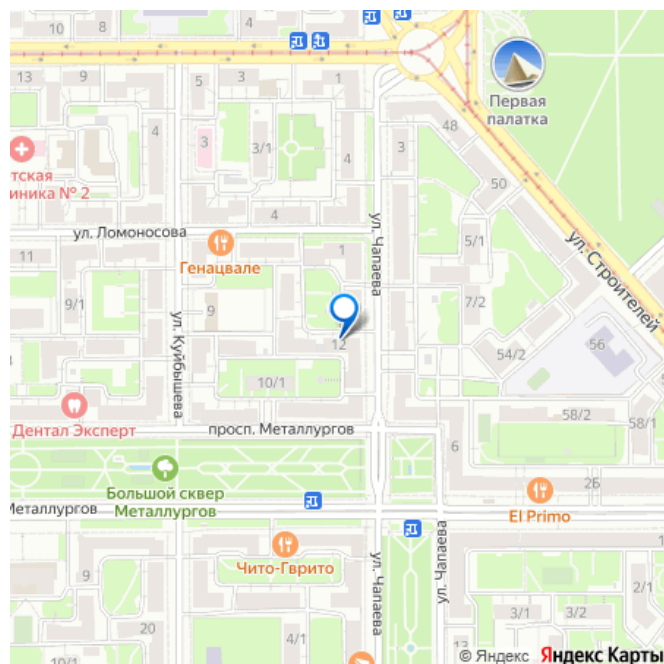 13
9
5
1
Первая
палатка
4
3
3/1
4
3
48
тская
иника № 2
50
4
ул. Ломоносова
ул. Чапаева
5/1
ул. Строителей
11
Генацвале
1
9/1
9
7/2
ул. Куйбышева
12
54/2
56
10/1
Дентал Эксперт
просп. Металлургов
58/2
58/1
6
Большой сквер
Металлургов
26
Металлургов
El Primo
Чито-Гврито
ул. Чапаева
ул. Чапаева
9
2/1
20
3/1
3/2
4/1
13
10/1
© Яндекс Яндекс Карты